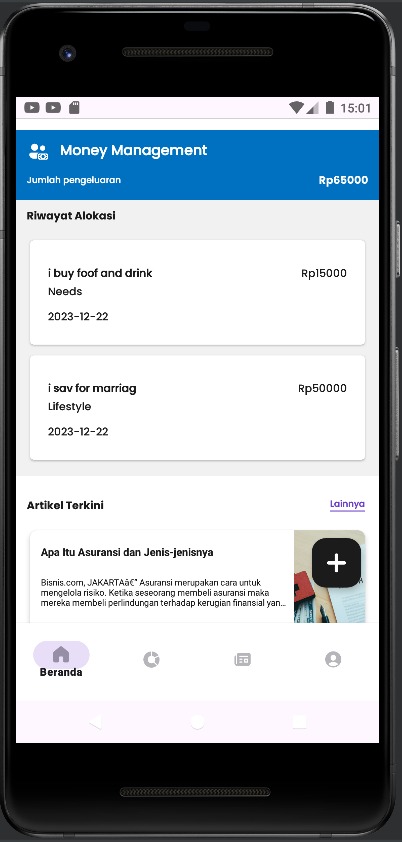 15:01
Money Management
Jumlah pengeluaran Rp65000
Riwayat Alokasi
i buy foof and drink Rp15000
Needs
2023-12-22
i sav for marriag Rp50000
Lifestyle
2023-12-22
Artikel Terkini Lainnya
Apa Itu Asuransi dan Jenis-jenisnya
Bisnis.com, JAKARTAâ€“ Asuransi merupakan cara untuk
mengelola risiko. Ketika seseorang membeli asuransi maka
mereka membeli perlindungan terhadap kerugian finansial yan...
Beranda